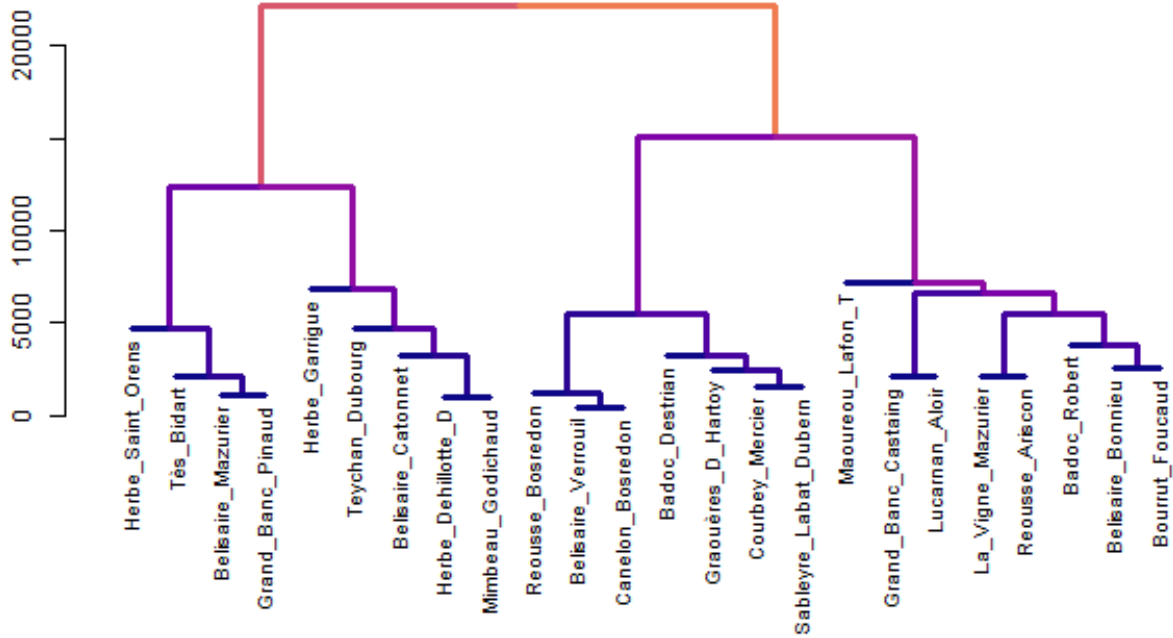 20000
10000
5000
0
Herbe_Saint_Orens
Tès_Bidart
Belisaire_Mazurier
Grand_Banc_Pinaud
Herbe_Garrigue
Teychan_Dubourg
Belisaire_Catonnet
Herbe_Dehillotte_D
Mimbeau_Godichaud
Reousse_Bosredon
Belisaire_Verrouil
Canelon_Bosredon
Badoc_Destrian
Graouères_D_Hartoy
Courbey_Mercier
Sableyre_Labat_Dubern
Maoureou_Lafon_T
Grand_Banc_Castaing
Lucarnan_Aloir
La_Vigne_Mazurier
Reousse_Ariscon
Badoc_Robert
Belisaire_Bonnieu
Bourrut_Foucaud